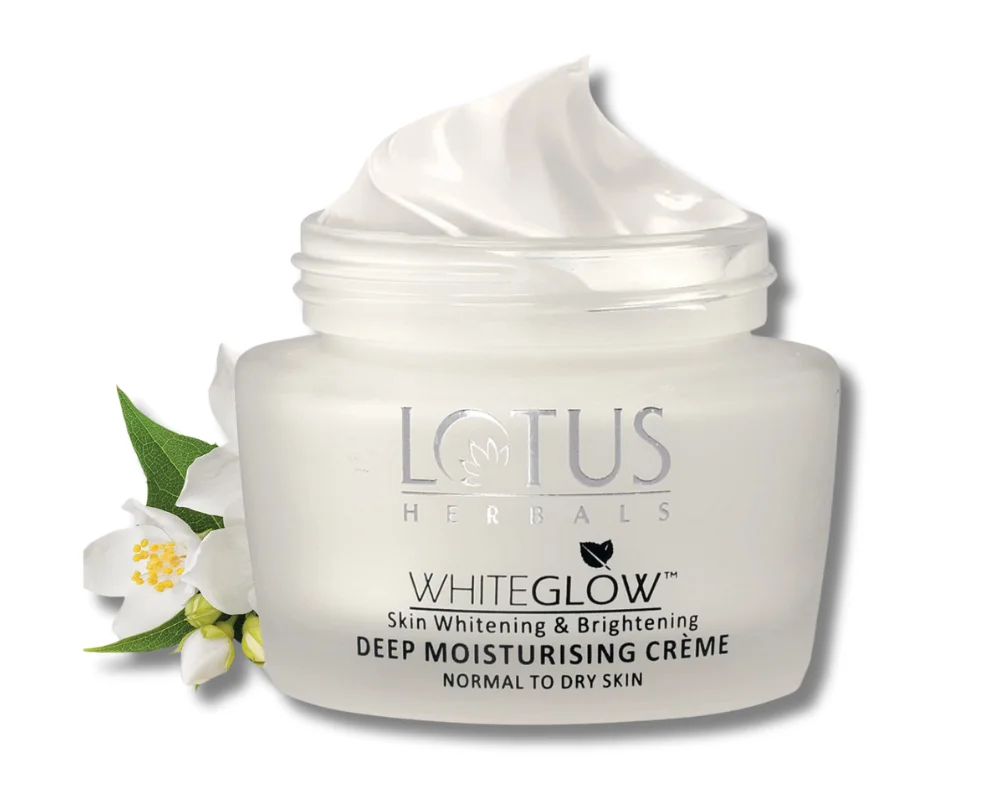 LOTUS
HERBALS
WHITEGLOW™
Skin Whitening & Brightening
DEEP MOISTURISING CRÈME
NORMAL TO DRY SKIN